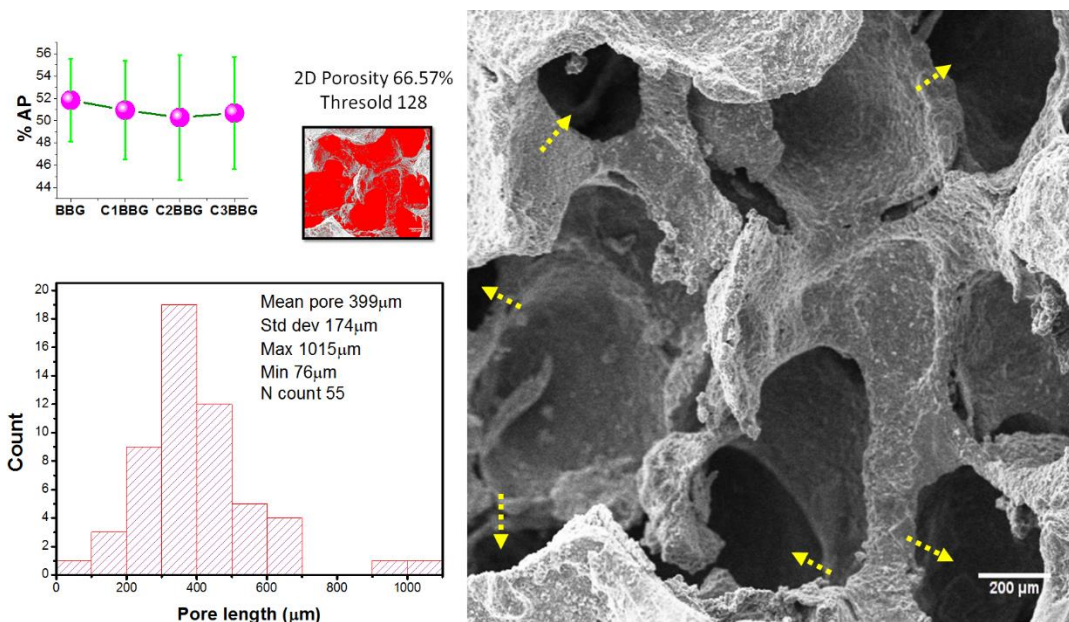 % AP
56
54
52
50
48
46
44
BBG C1BBG C2BBG C3BBG
2D Porosity 66.57%
Thresold 128
Count
20
18
16
14
12
10
8
6
4
2
0
Mean pore 399μm
Std dev 174μm
Max 1015μm
Min 76μm
N count 55
0 200 400 600 800 1000
Pore length (μm)
200 μm